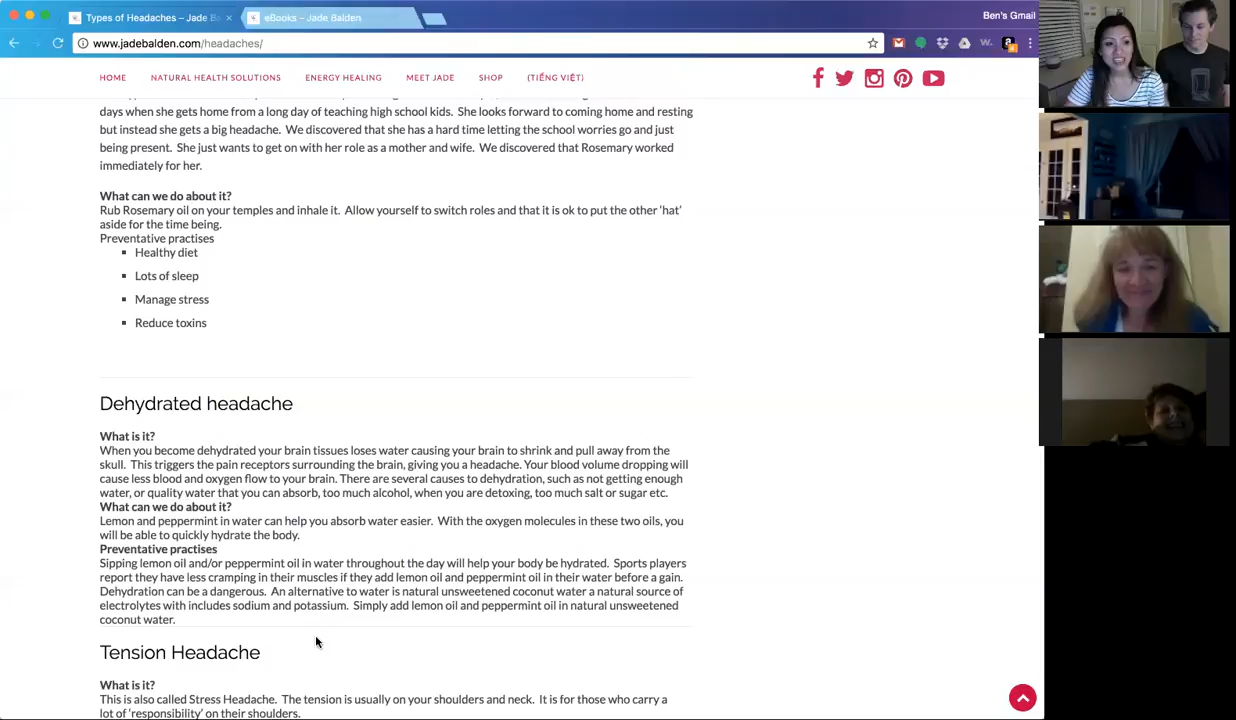 Types of Headaches – Jade B
eBooks – Jade Balden
Ben's Gmail
www.jadebalden.com/headaches/
HOME NATURAL HEALTH SOLUTIONS ENERGY HEALING MEET JADE SHOP (TIẾNG VIỆT)
days when she gets home from a long day of teaching high school kids. She looks forward to coming home and resting
but instead she gets a big headache. We discovered that she has a hard time letting the school worries go and just
being present. She just wants to get on with her role as a mother and wife. We discovered that Rosemary worked
immediately for her.
What can we do about it?
Rub Rosemary oil on your temples and inhale it. Allow yourself to switch roles and that it is ok to put the other 'hat'
aside for the time being.
Preventative practises
Healthy diet
Lots of sleep
Manage stress
Reduce toxins
Dehydrated headache
What is it?
When you become dehydrated your brain tissues loses water causing your brain to shrink and pull away from the
skull. This triggers the pain receptors surrounding the brain, giving you a headache. Your blood volume dropping will
cause less blood and oxygen flow to your brain. There are several causes to dehydration, such as not getting enough
water, or quality water that you can absorb, too much alcohol, when you are detoxing, too much salt or sugar etc.
What can we do about it?
Lemon and peppermint in water can help you absorb water easier. With the oxygen molecules in these two oils, you
will be able to quickly hydrate the body.
Preventative practises
Sipping lemon oil and/or peppermint oil in water throughout the day will help your body be hydrated. Sports players
report they have less cramping in their muscles if they add lemon oil and peppermint oil in their water before a gain.
Dehydration can be a dangerous. An alternative to water is natural unsweetened coconut water a natural source of
electrolytes with includes sodium and potassium. Simply add lemon oil and peppermint oil in natural unsweetened
coconut water.
Tension Headache
What is it?
This is also called Stress Headache. The tension is usually on your shoulders and neck. It is for those who carry a
lot of 'responsibility' on their shoulders.